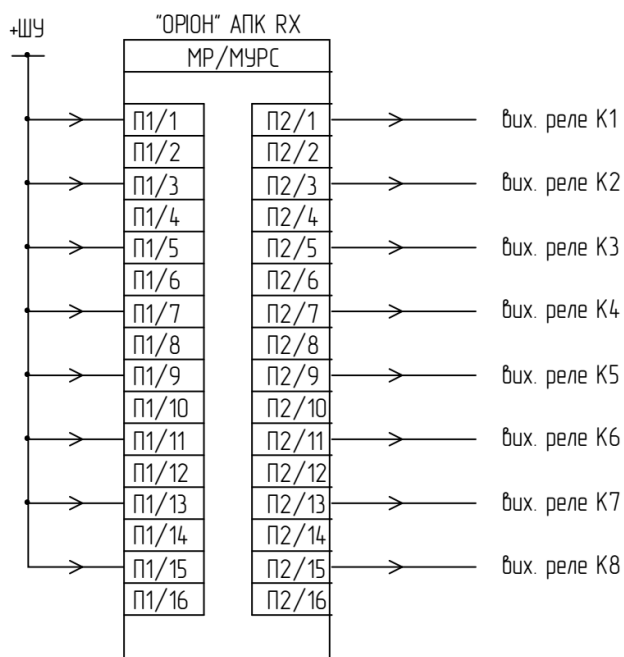 +ШУ
"ОРІОН" АПК RX
МР/МУРС
П1/1 П2/1 вих. реле К1
П1/2 П2/2
П1/3 П2/3 вих. реле К2
П1/4 П2/4
П1/5 П2/5 вих. реле К3
П1/6 П2/6
П1/7 П2/7 вих. реле К4
П1/8 П2/8
П1/9 П2/9 вих. реле К5
П1/10 П2/10
П1/11 П2/11 вих. реле К6
П1/12 П2/12
П1/13 П2/13 вих. реле К7
П1/14 П2/14
П1/15 П2/15 вих. реле К8
П1/16 П2/16